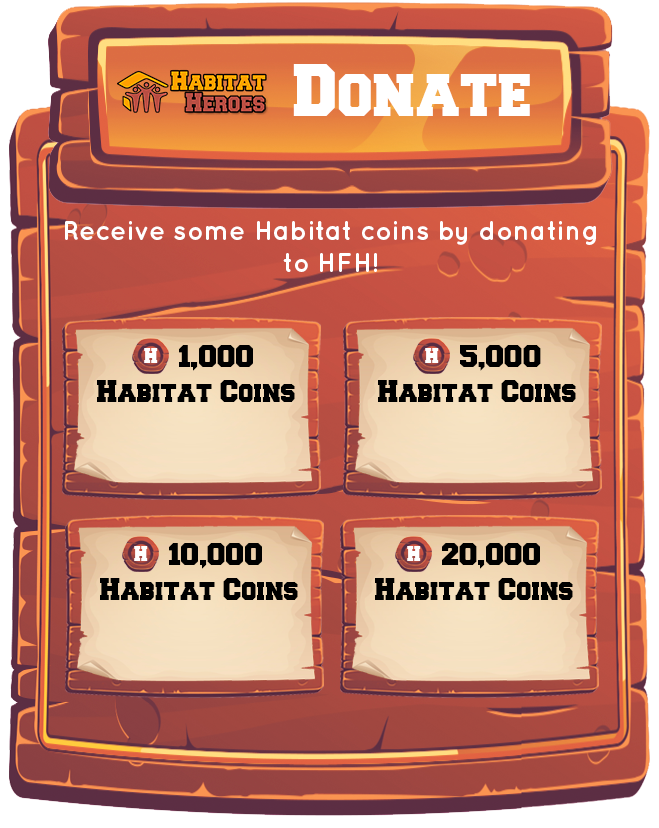 Habitat
Heroes
Donate
Receive some Habitat coins by donating
to HFH!
H 1,000
Habitat Coins
H 5,000
Habitat Coins
H 10,000
Habitat Coins
H 20,000
Habitat Coins